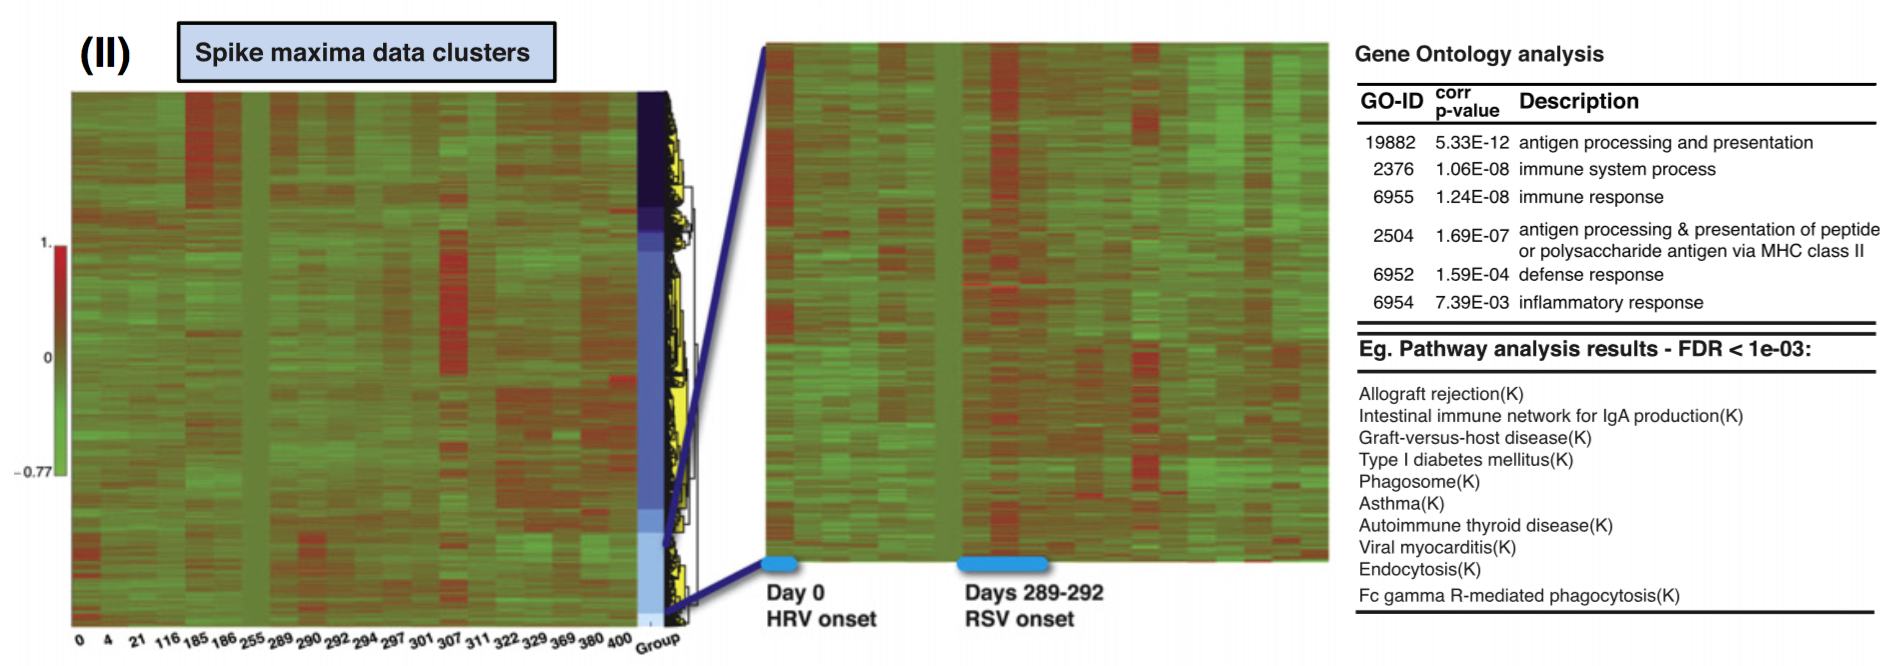 (II)
Spike maxima data clusters
1.
0
−0.77
0 4 21 116 185 186 255 289 290 292 294 297 301 307 311 322 329 369 380 400 Group
Day 0
HRV onset
Days 289-292
RSV onset
Gene Ontology analysis
GO-ID corr p-value Description
19882 5.33E-12 antigen processing and presentation
2376 1.06E-08 immune system process
6955 1.24E-08 immune response
2504 1.69E-07 antigen processing & presentation of peptide
or polysaccharide antigen via MHC class II
6952 1.59E-04 defense response
6954 7.39E-03 inflammatory response
Eg. Pathway analysis results - FDR < 1e-03:
Allograft rejection(K)
Intestinal immune network for IgA production(K)
Graft-versus-host disease(K)
Type I diabetes mellitus(K)
Phagosome(K)
Asthma(K)
Autoimmune thyroid disease(K)
Viral myocarditis(K)
Endocytosis(K)
Fc gamma R-mediated phagocytosis(K)